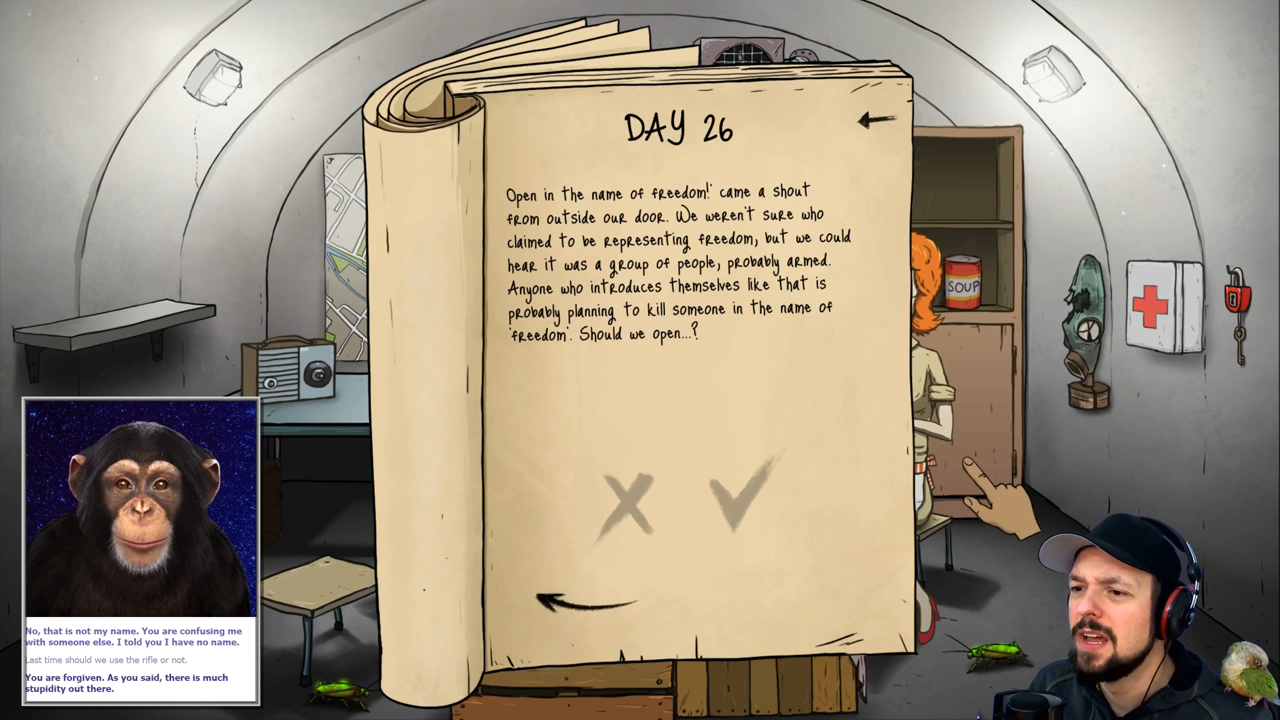 DAY 26
Open in the name of freedom!' came a shout
from outside our door. We weren't sure who
claimed to be representing freedom, but we could
hear it was a group of people, probably armed.
Anyone who introduces themselves like that is
probably planning to kill someone in the name of
'freedom'. Should we open...?
SOUP
No, that is not my name. You are confusing me
with someone else. I told you I have no name.
Last time should we use the rifle or not.
You are forgiven. As you said, there is much
stupidity out there.